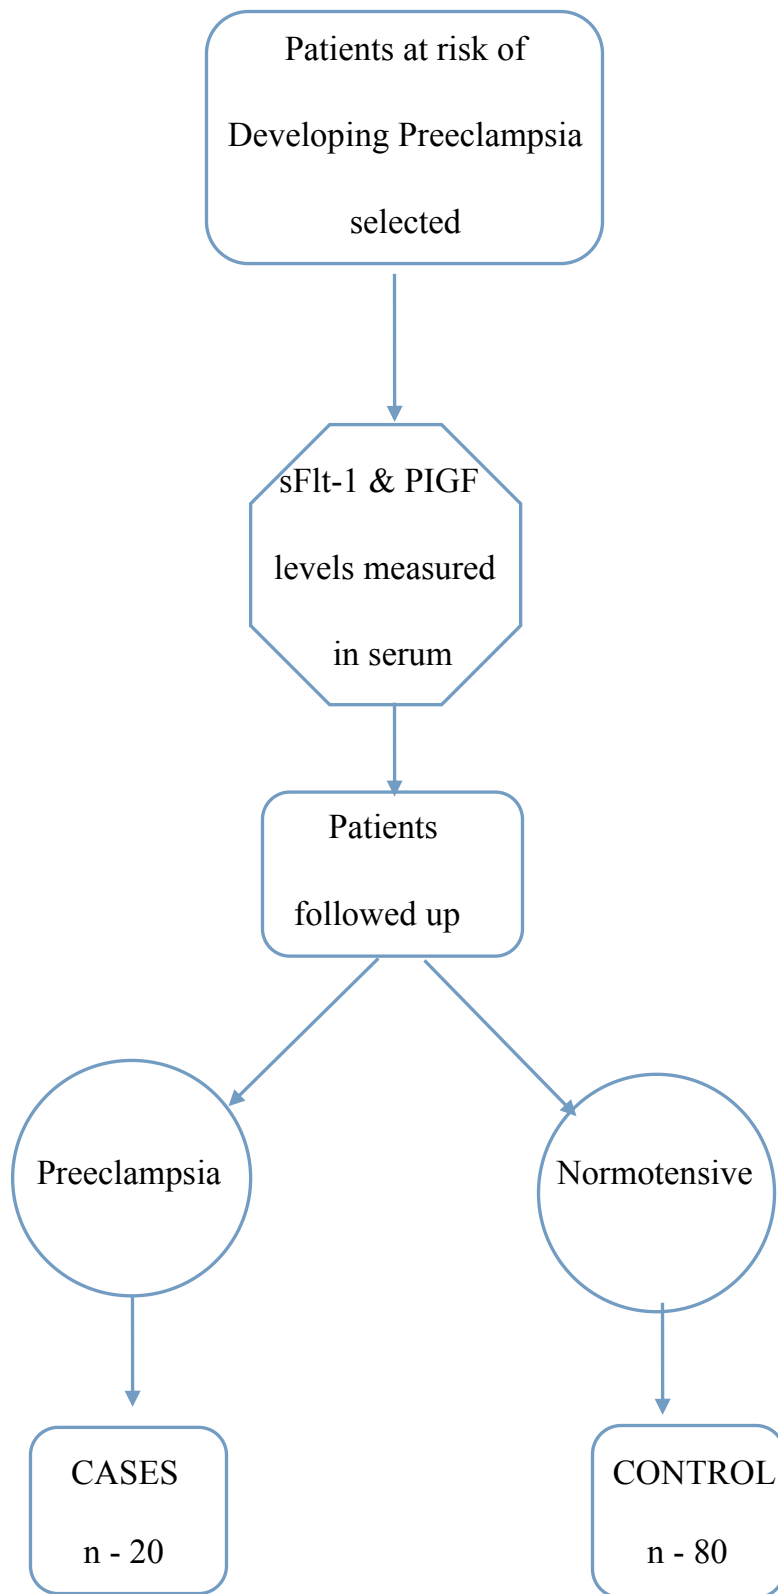 Patients at risk of
Developing Preeclampsia
selected
sFlt-1 & PIGF
levels measured
in serum
Patients
followed up
Preeclampsia
Normotensive
CASES
n - 20
CONTROL
n - 80